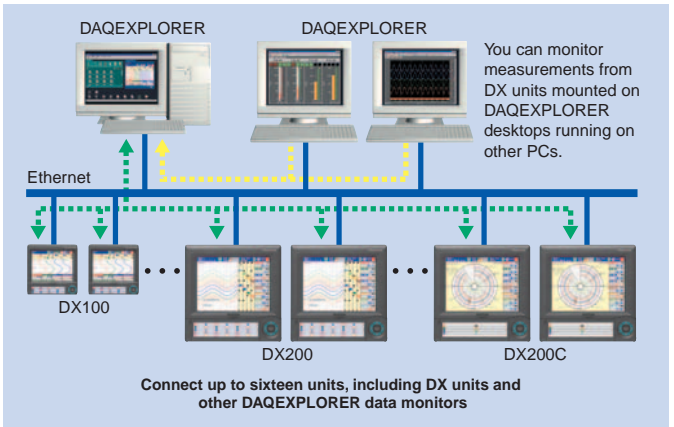 DAQEXPLORER
DAQEXPLORER
You can monitor
measurements from
DX units mounted on
DAQEXPLORER
desktops running on
other PCs.
Ethernet
DX100
DX200
DX200C
Connect up to sixteen units, including DX units and
other DAQEXPLORER data monitors